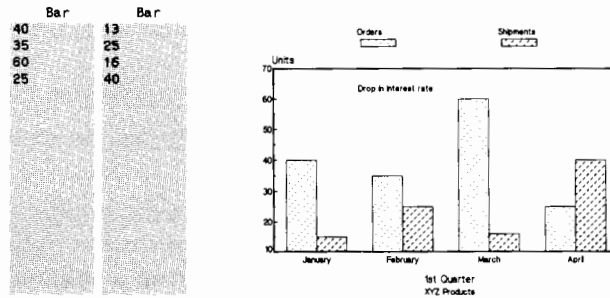 Bar Bar
40 13
35 25
60 16
25 40
Orders Shipments
Units
70
Drop in interest rate
60
50
40
30
20
10
January February March April
1st Quarter
XYZ Products